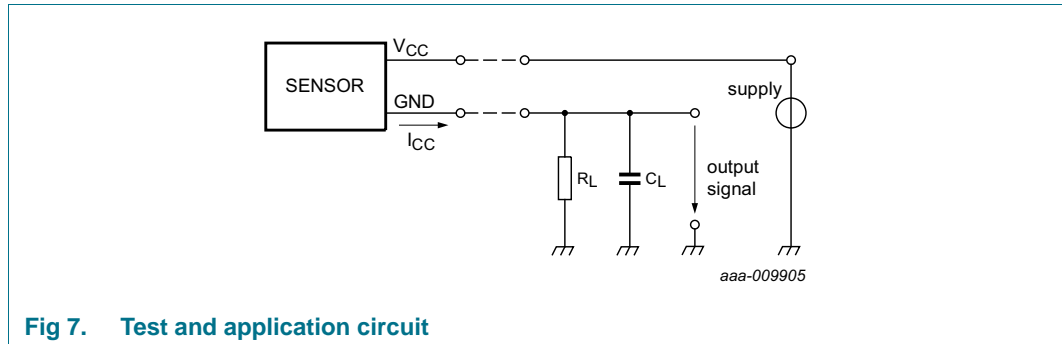 VCC
SENSOR
supply
GND
ICC
RL
CL
output
signal
aaa-009905
Fig 7. Test and application circuit